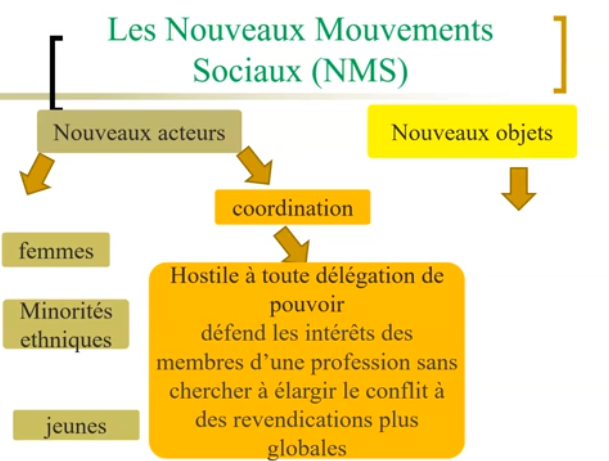 Les Nouveaux Mouvements
Sociaux (NMS)
Nouveaux acteurs
Nouveaux objets
coordination
femmes
Minorités
ethniques
jeunes
Hostile à toute délégation de
pouvoir
défend les intérêts des
membres d’une profession sans
chercher à élargir le conflit à
des revendications plus
globales